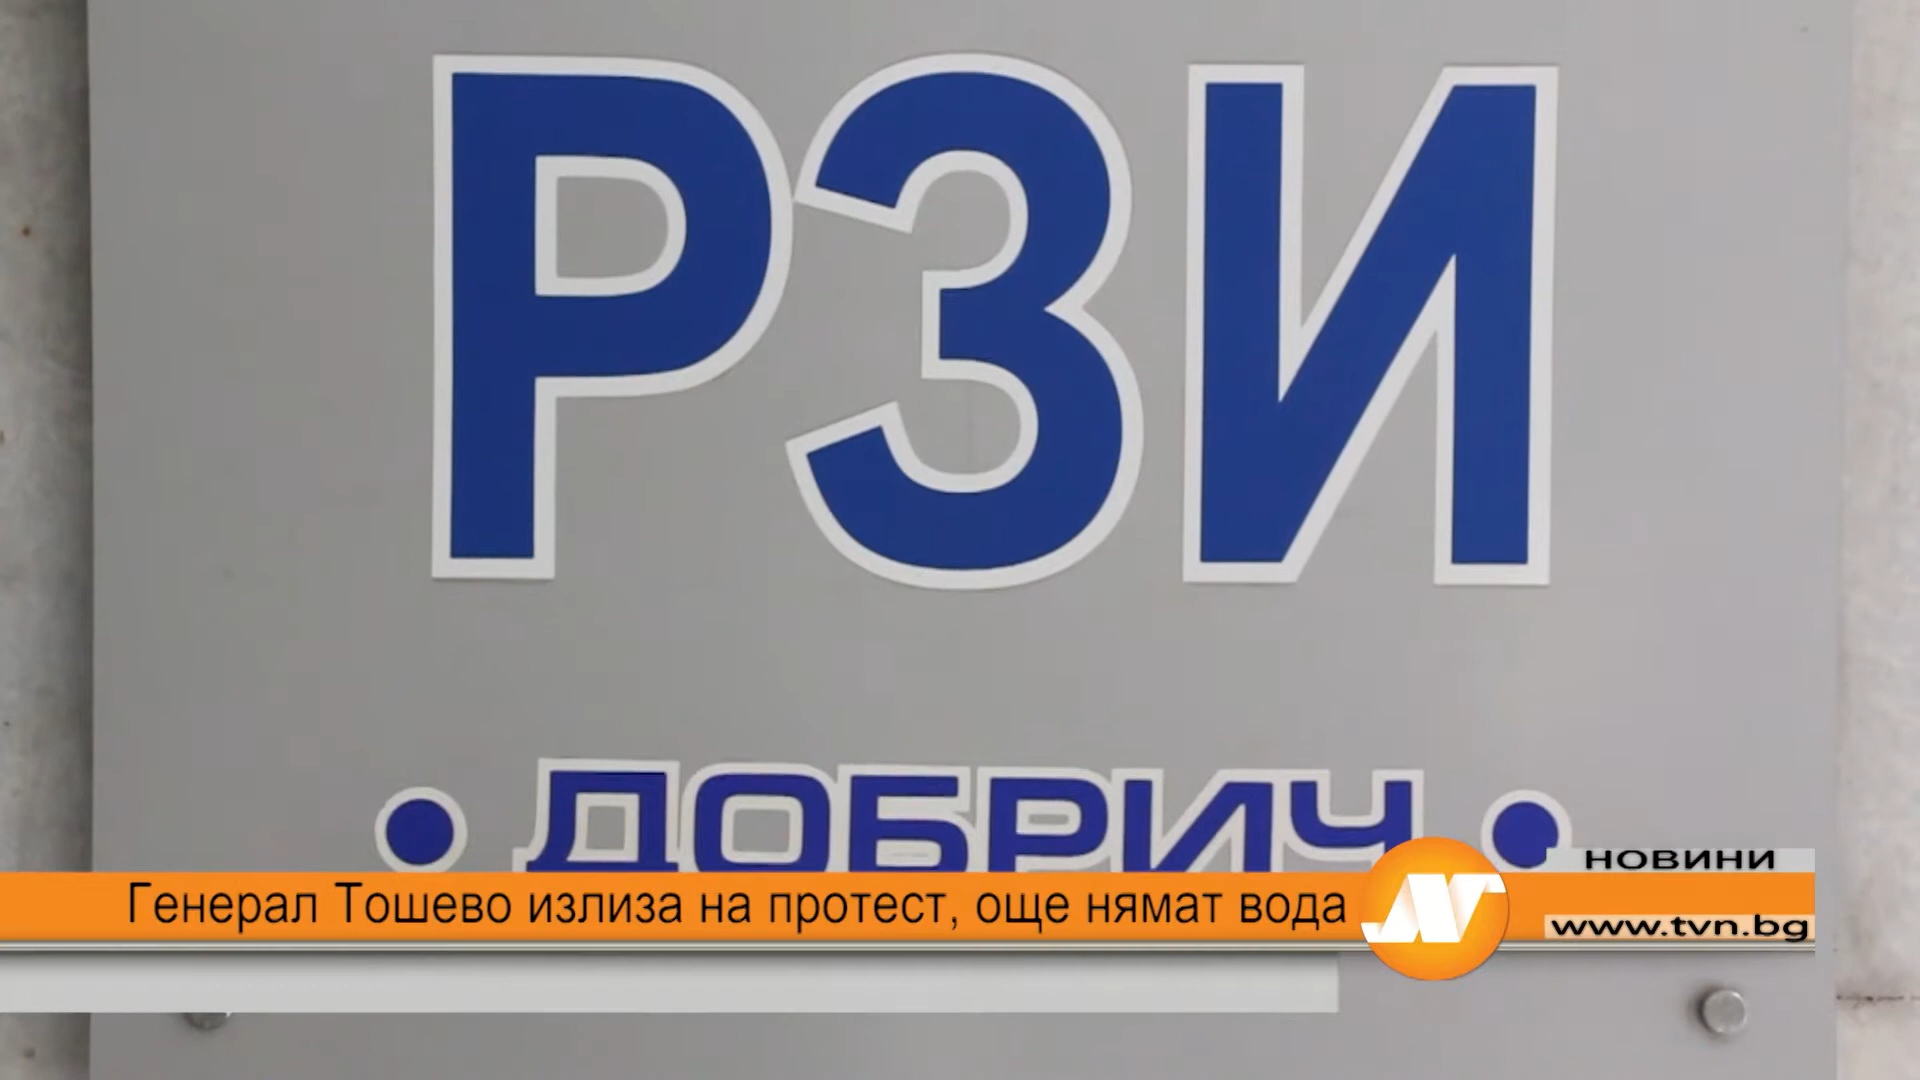 РЗИ
• ДОБРИЧ •
Генерал Тошево излиза на протест, още нямат вода
НОВИНИ
www.tvn.bg